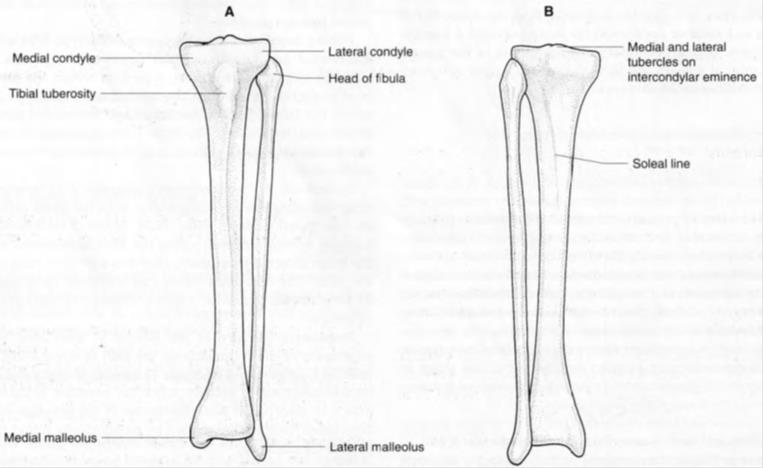 A
B
Medial condyle
Lateral condyle
Head of fibula
Tibial tuberosity
Medial and lateral
tubercles on
intercondylar eminence
Soleal line
Medial malleolus
Lateral malleolus